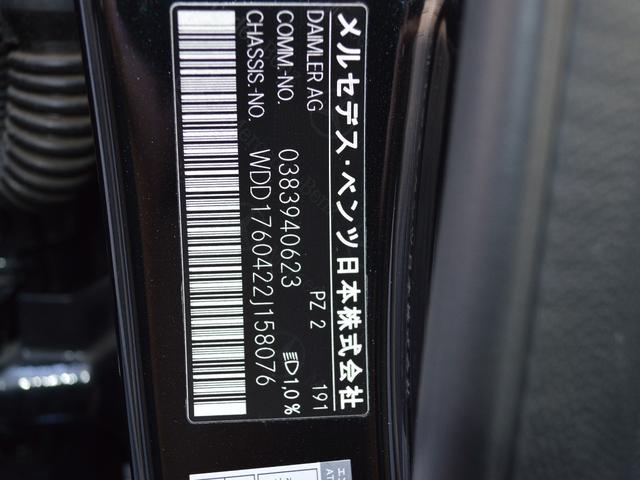 メルセデス・ベンツ日本株式会社
DAIMLER AG PZ 2 191
COMM.-NO. 0383940623 1,0%
CHASSIS.-NO. WDD1760422J158076